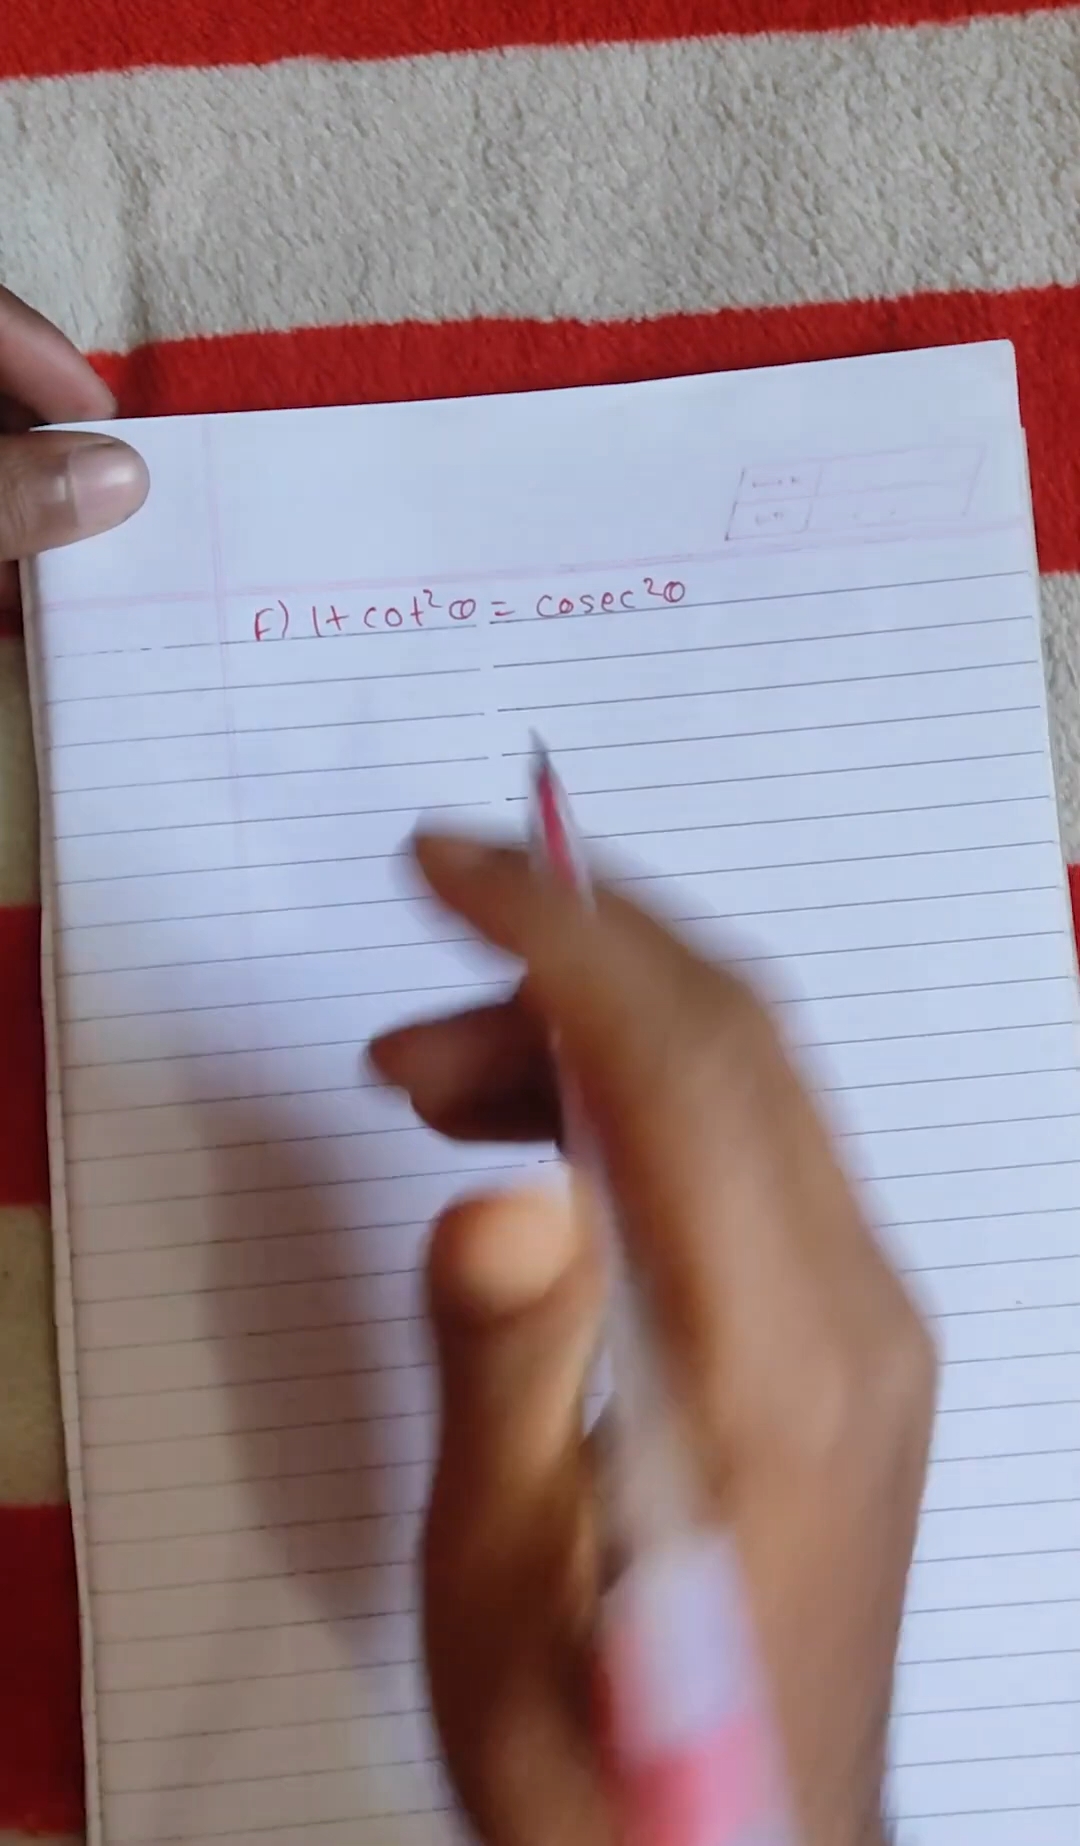 F) 1+ cot²θ = cosec²θ